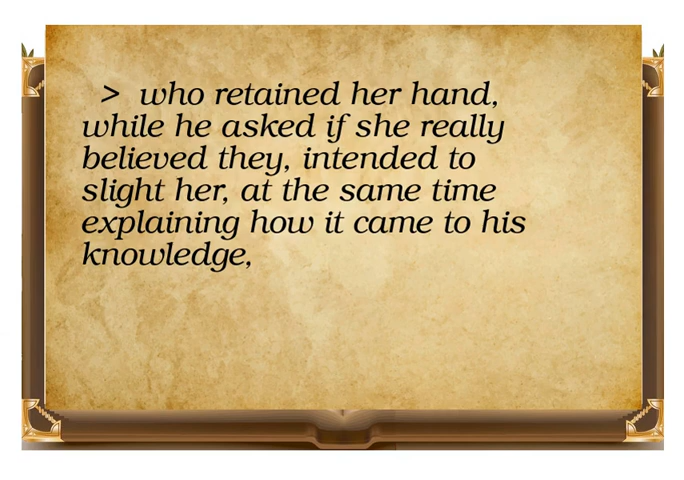 > who retained her hand,
while he asked if she really
believed they, intended to
slight her, at the same time
explaining how it came to his
knowledge,